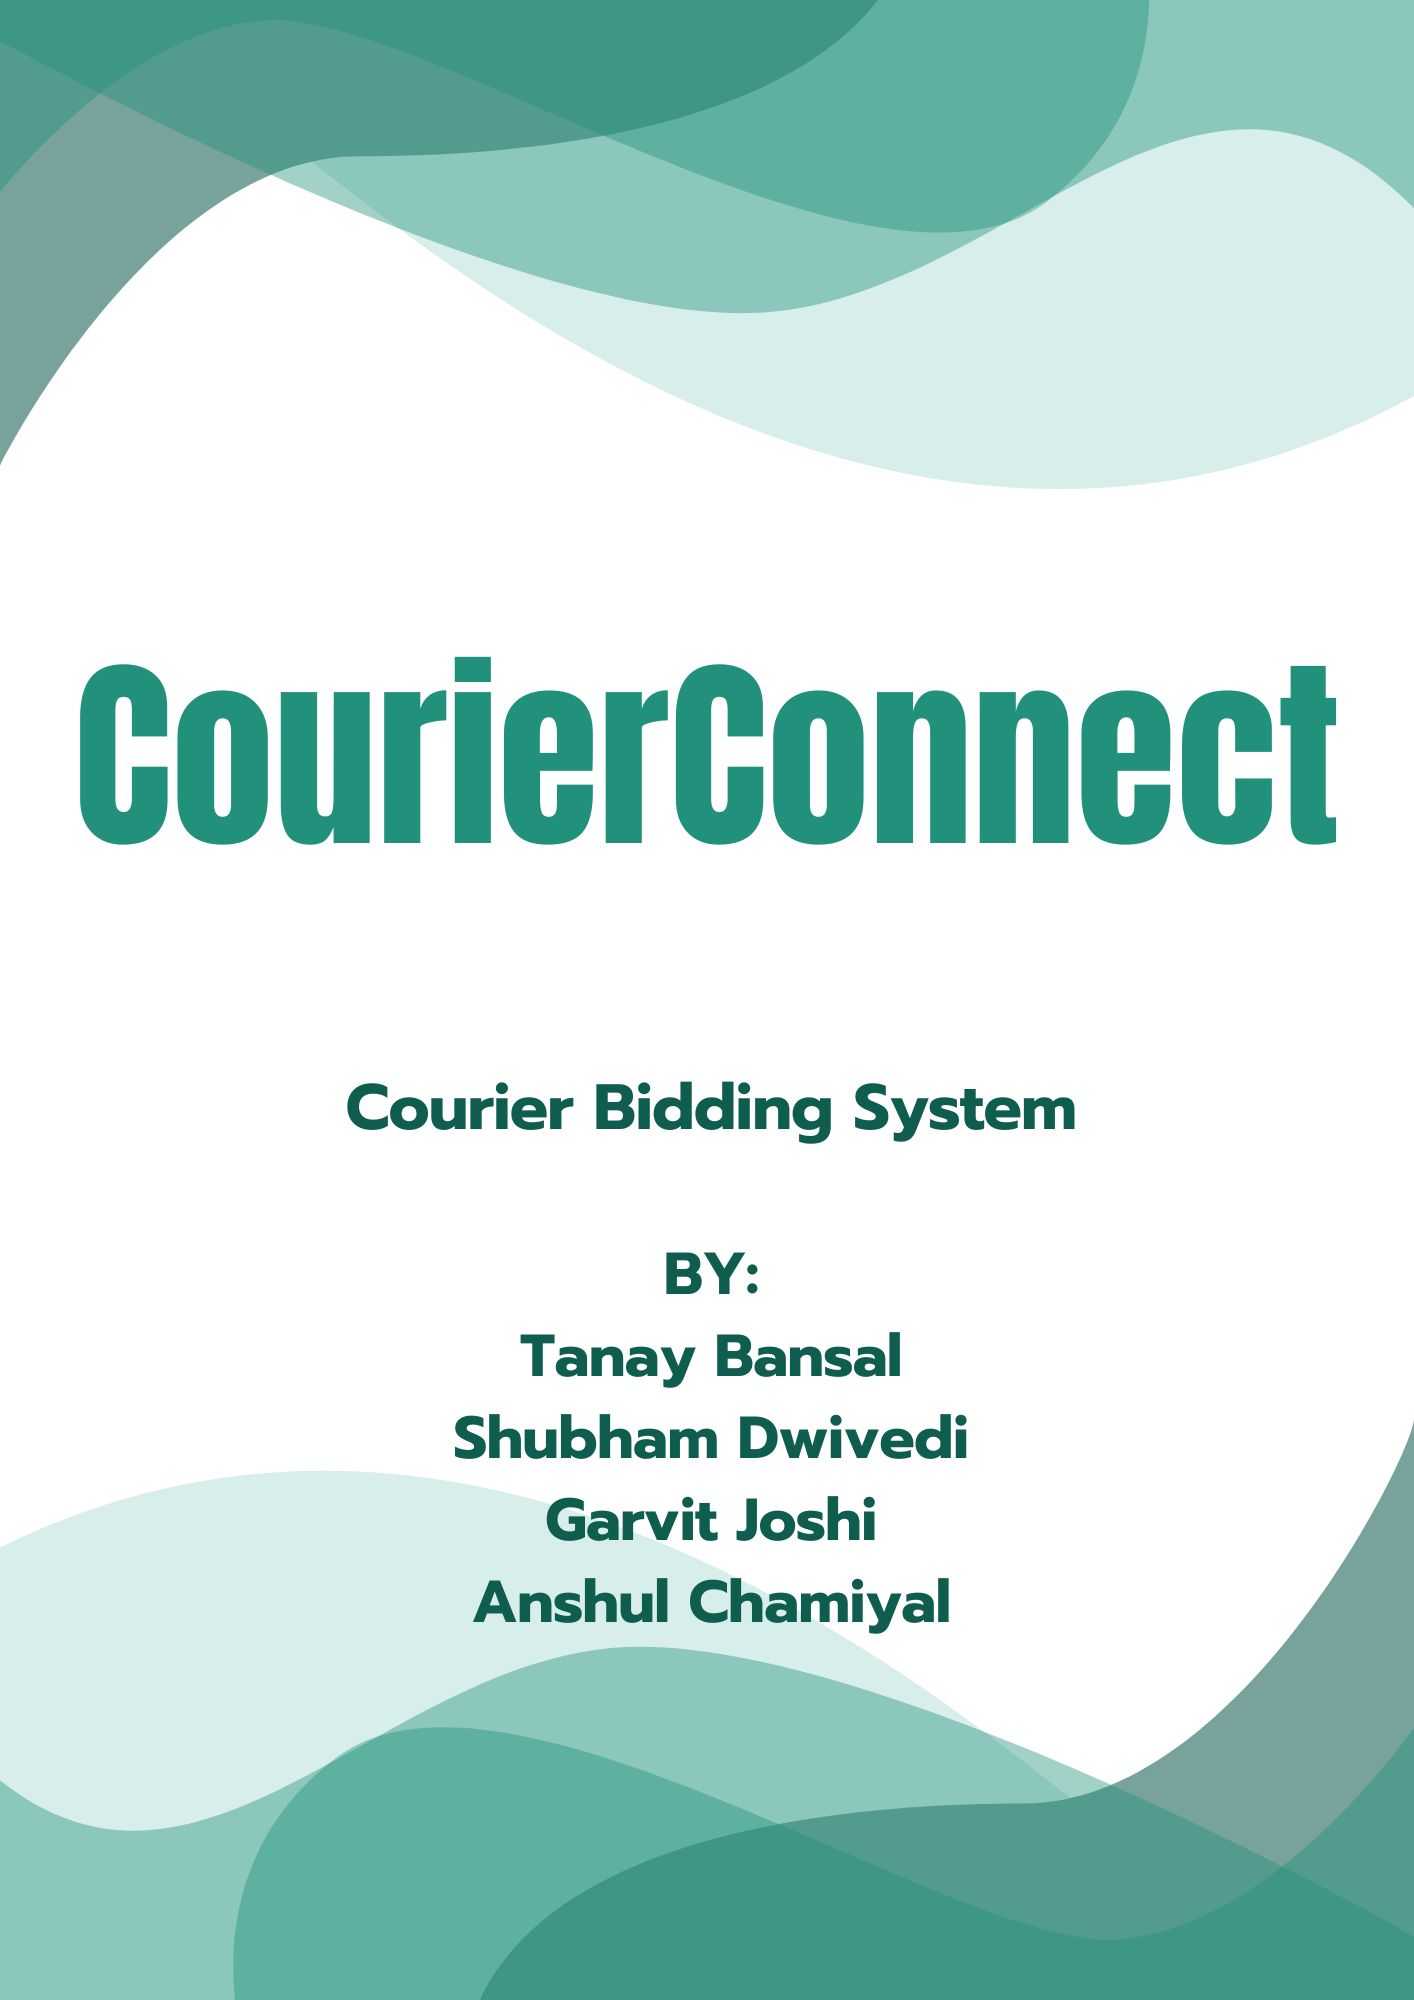 CourierConnect
Courier Bidding System
BY:
Tanay Bansal
Shubham Dwivedi
Garvit Joshi
Anshul Chamiyal